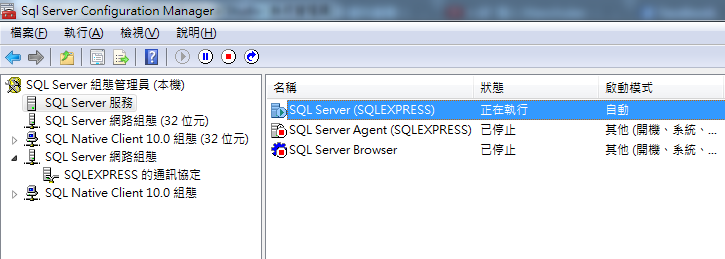 Sql Server Configuration Manager
檔案(F) 執行(A) 檢視(V) 說明(H)
SQL Server 組態管理員 (本機)
SQL Server 服務
SQL Server 網路組態 (32 位元)
SQL Native Client 10.0 組態 (32 位元)
SQL Server 網路組態
SQLEXPRESS 的通訊協定
SQL Native Client 10.0 組態
名稱 狀態 啟動模式
SQL Server (SQLEXPRESS) 正在執行 自動
SQL Server Agent (SQLEXPRESS) 已停止 其他 (開機、系統、...
SQL Server Browser 已停止 其他 (開機、系統、...